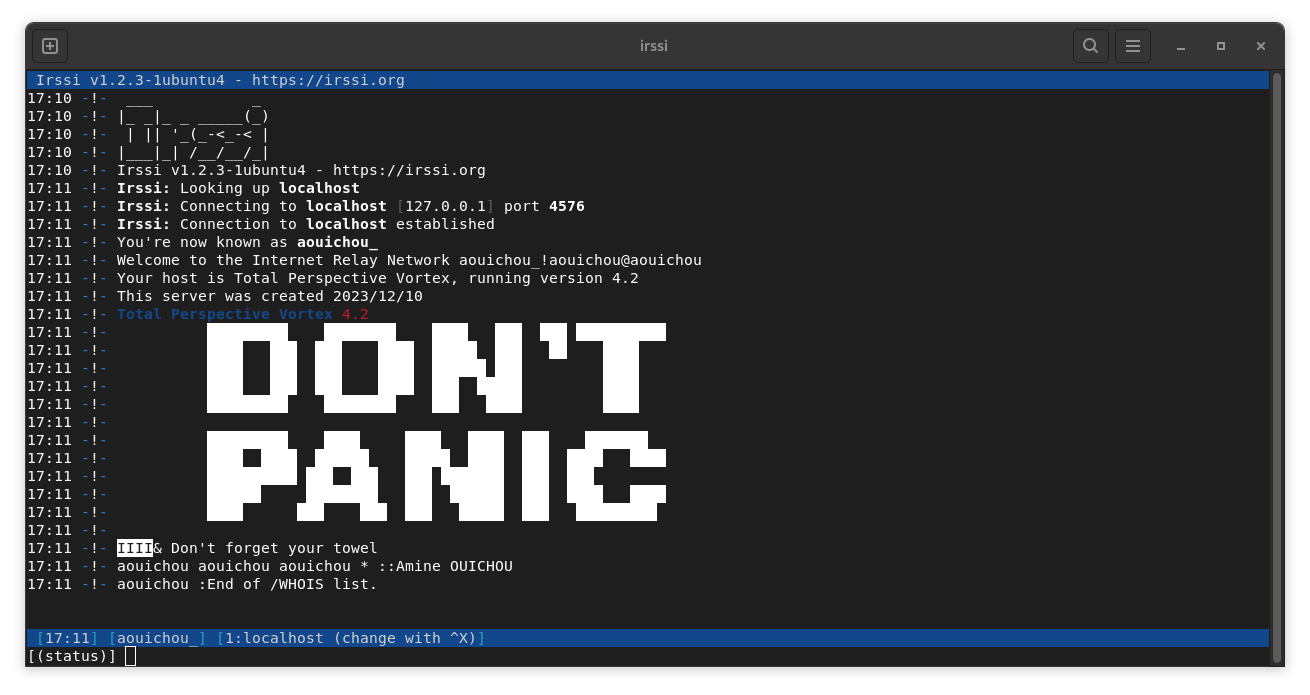 irssi
Irssi v1.2.3-1ubuntu4 - https://irssi.org
17:10 -!-  ___           _
17:10 -!- |_ _|_ _ _____(_)
17:10 -!-  | || '_(_-<_-< |
17:10 -!- |___|_| /__/__/_|
17:10 -!- Irssi v1.2.3-1ubuntu4 - https://irssi.org
17:11 -!- Irssi: Looking up localhost
17:11 -!- Irssi: Connecting to localhost [127.0.0.1] port 4576
17:11 -!- Irssi: Connection to localhost established
17:11 -!- You're now known as aouichou_
17:11 -!- Welcome to the Internet Relay Network aouichou_!aouichou@aouichou
17:11 -!- Your host is Total Perspective Vortex, running version 4.2
17:11 -!- This server was created 2023/12/10
17:11 -!- Total Perspective Vortex 4.2
17:11 -!-
17:11 -!-
17:11 -!- DON'T
17:11 -!-
17:11 -!-
17:11 -!-
17:11 -!-
17:11 -!-
17:11 -!- PANIC
17:11 -!-
17:11 -!-
17:11 -!-
17:11 -!- IIII& Don't forget your towel
17:11 -!- aouichou aouichou aouichou * ::Amine OUICHOU
17:11 -!- aouichou :End of /WHOIS list.
[17:11] [aouichou_] [1:localhost (change with ^X)]
[(status)]